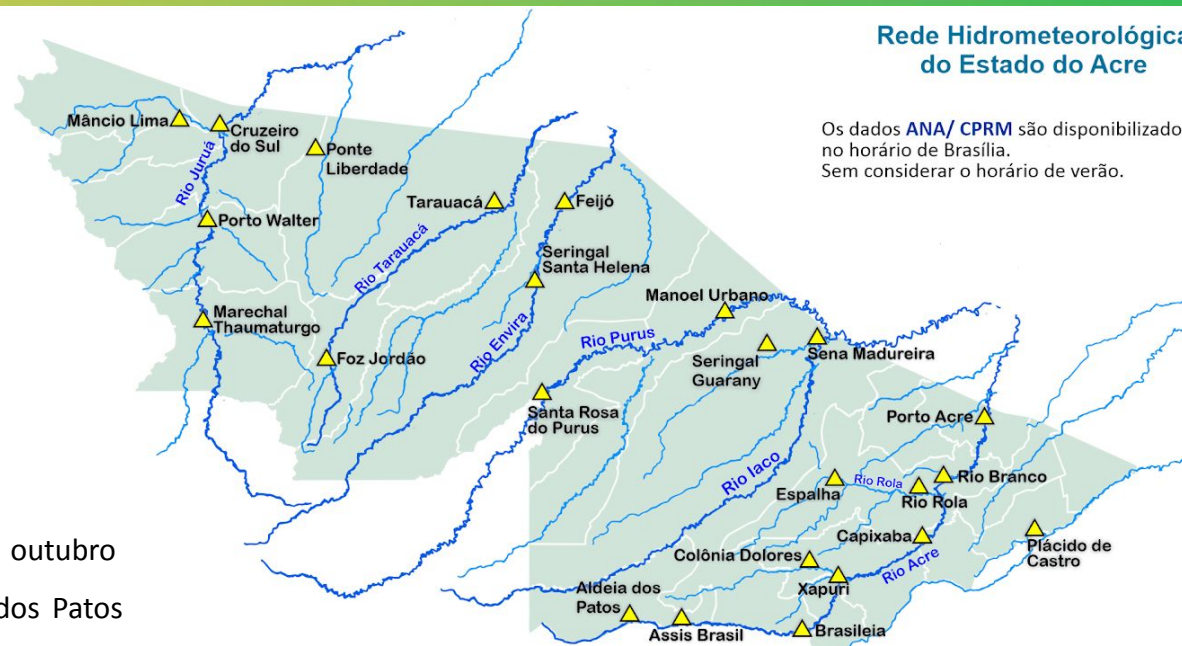 Rede Hidrometeorológica
do Estado do Acre
Os dados ANA/ CPRM são disponibilizado
no horário de Brasília.
Sem considerar o horário de verão.
Mâncio Lima
Cruzeiro
do Sul
Ponte
Liberdade
Rio Juruá
Porto Walter
Tarauacá
Feijó
Rio Tarauacá
Seringal
Santa Helena
Marechal
Thaumaturgo
Foz Jordão
Rio Envira
Manoel Urbano
Rio Purus
Seringal
Guarany
Sena Madureira
Santa Rosa
do Purus
Porto Acre
Rio Iaco
Espalha
Rio Rola
Rio Rola
Rio Branco
Capixaba
Rio Acre
Plácido de
Castro
Colônia Dolores
Xapuri
Aldeia dos
Patos
Assis Brasil
Brasileia
outubro
dos Patos